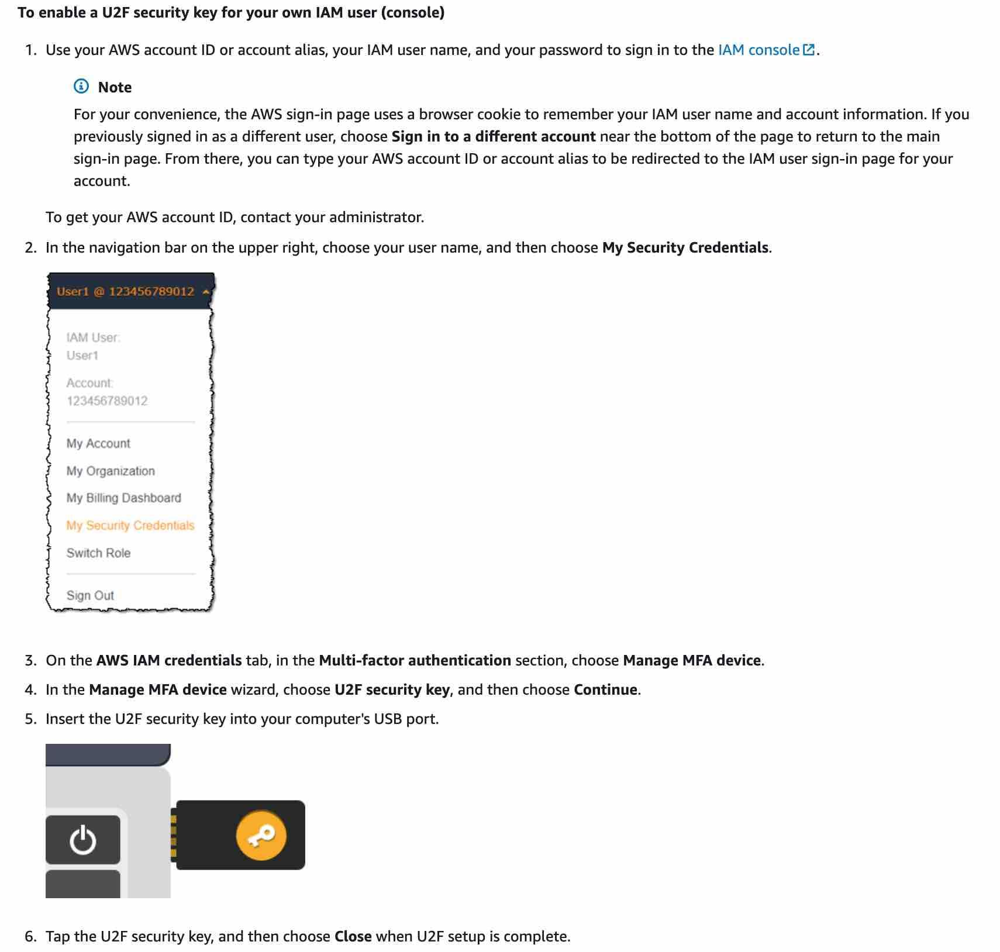 To enable a U2F security key for your own IAM user (console)
1. Use your AWS account ID or account alias, your IAM user name, and your password to sign in to the IAM console.
Note
For your convenience, the AWS sign-in page uses a browser cookie to remember your IAM user name and account information. If you
previously signed in as a different user, choose Sign in to a different account near the bottom of the page to return to the main
sign-in page. From there, you can type your AWS account ID or account alias to be redirected to the IAM user sign-in page for your
account.
To get your AWS account ID, contact your administrator.
2. In the navigation bar on the upper right, choose your user name, and then choose My Security Credentials.
User1 @ 123456789012
IAM User:
User1
Account:
123456789012
My Account
My Organization
My Billing Dashboard
My Security Credentials
Switch Role
Sign Out
3. On the AWS IAM credentials tab, in the Multi-factor authentication section, choose Manage MFA device.
4. In the Manage MFA device wizard, choose U2F security key, and then choose Continue.
5. Insert the U2F security key into your computer's USB port.
6. Tap the U2F security key, and then choose Close when U2F setup is complete.